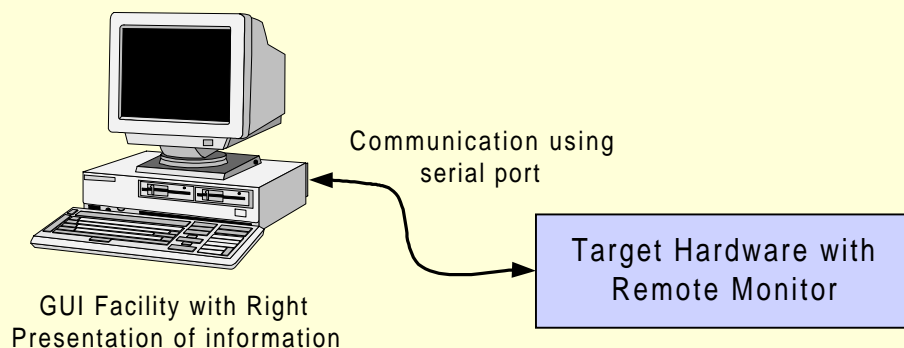 Communication using
serial port
Target Hardware with
Remote Monitor
GUI Facility with Right
Presentation of information